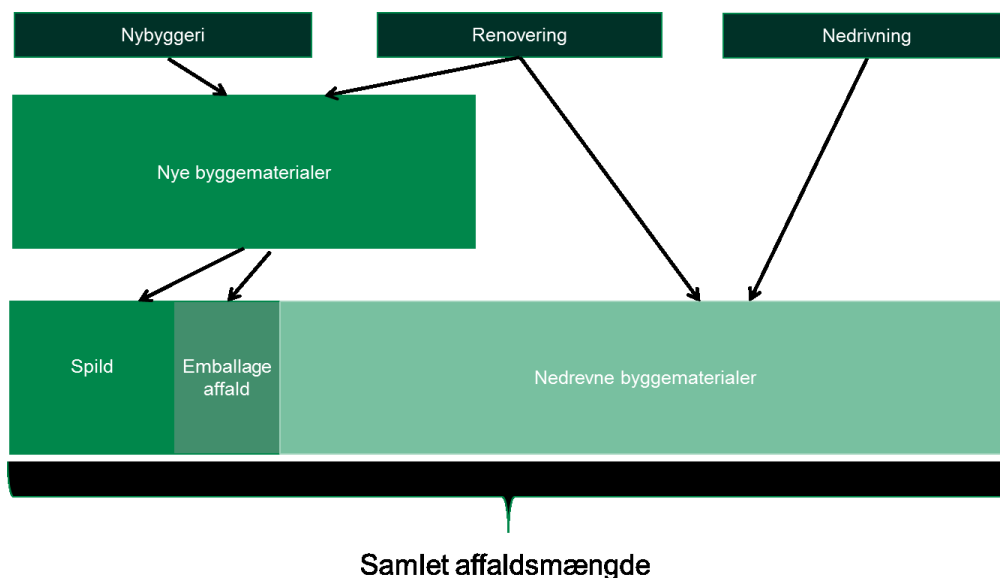 Nybyggeri
Renovering
Nedrivning
Nye byggematerialer
Spild
Emballage
affald
Nedrevne byggematerialer
Samlet affaldsmængde